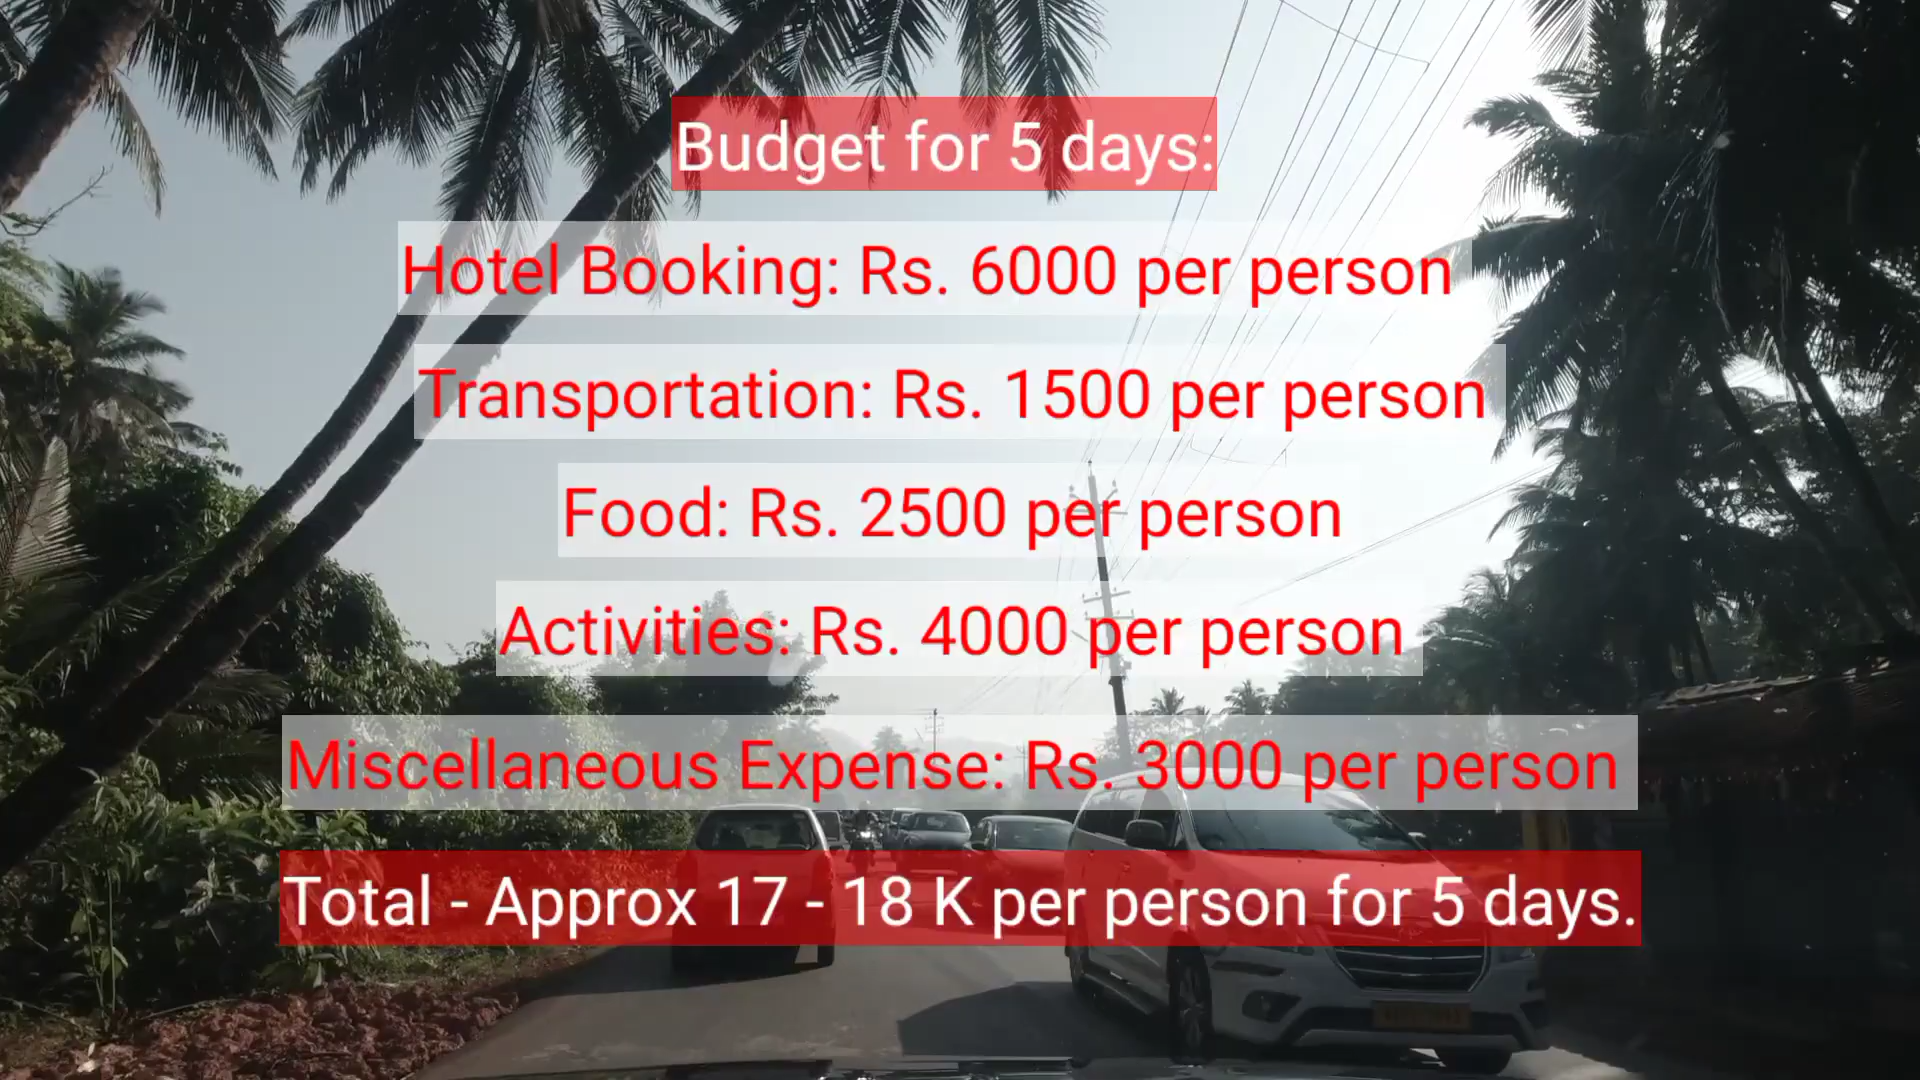 Budget for 5 days:
Hotel Booking: Rs. 6000 per person
Transportation: Rs. 1500 per person
Food: Rs. 2500 per person
Activities: Rs. 4000 per person
Miscellaneous Expense: Rs. 3000 per person
Total - Approx 17 - 18 K per person for 5 days.